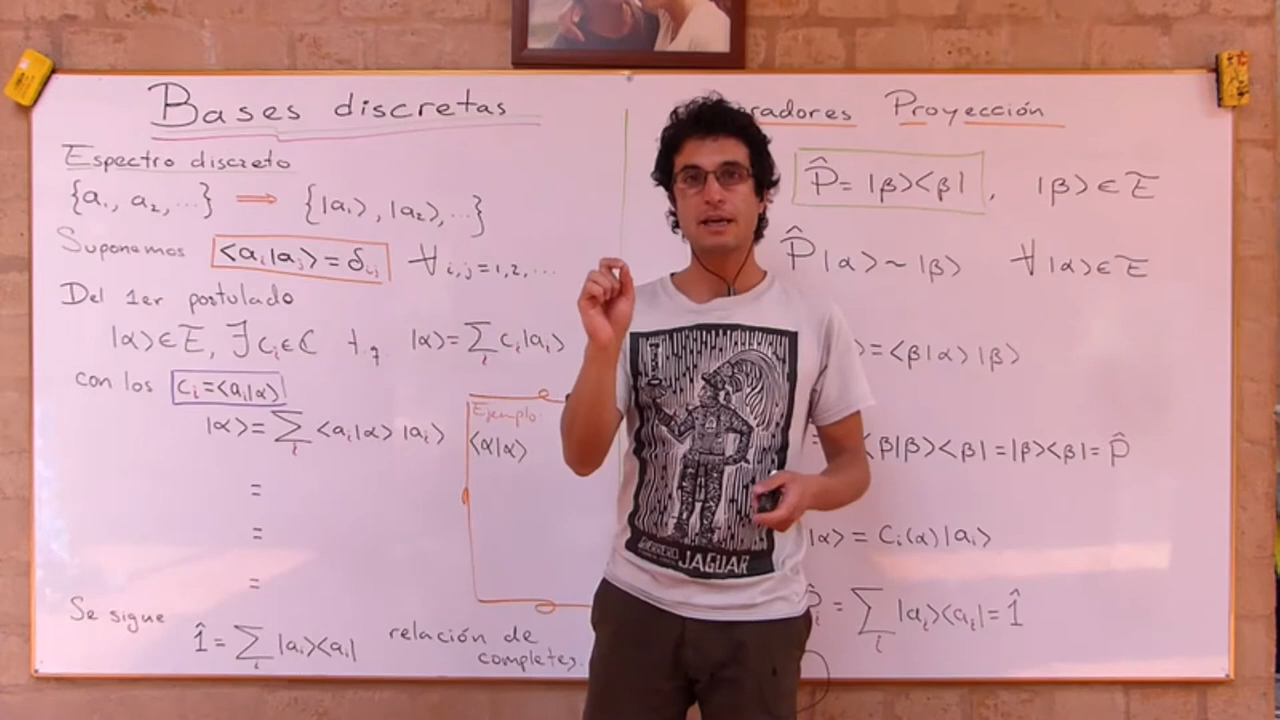 Bases discretas
Espectro discreto
{a₁, a₂, ...} ⟹ {|a₁⟩, |a₂⟩, ...}
Suponemos ⟨aᵢ|aⱼ⟩ = δᵢⱼ ∀ i,j = 1,2, ...
Del 1er postulado
|α⟩ ∈ E, ∃ cᵢ ∈ ℂ t.q. |α⟩ = ∑ᵢ cᵢ|aᵢ⟩
con los cᵢ = ⟨aᵢ|α⟩
|α⟩ = ∑ᵢ ⟨aᵢ|α⟩ |aᵢ⟩
=
=
=
Se sigue
1̂ = ∑ᵢ |aᵢ⟩⟨aᵢ| relación de
Ejemplo:
⟨α|α⟩
Proyección
P̂ = |β⟩⟨β|, |β⟩ ∈ E
P̂|α⟩ ~ |β⟩ ∀ |α⟩ ∈ E
⟩ = ⟨β|α⟩ |β⟩
= ⟨β|β⟩⟨β| = |β⟩⟨β| = P̂
|α⟩ = cᵢ(α)|aᵢ⟩
ᵢ = ∑ᵢ |aᵢ⟩⟨aᵢ| = 1̂
GUERRERO JAGUAR